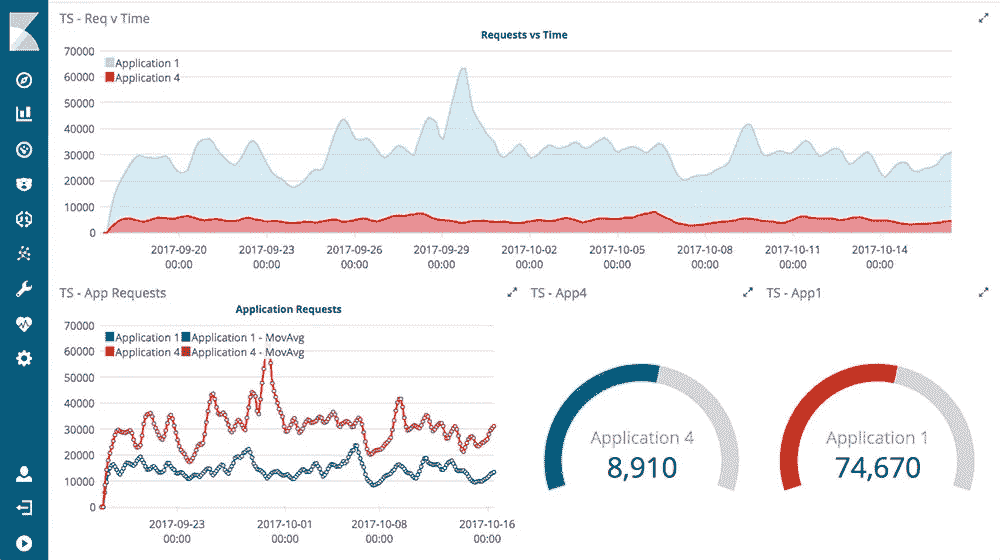 TS - Req v Time
Requests vs Time
70000
60000
50000
40000
30000
20000
10000
0
Application 1
Application 4
2017-09-20 2017-09-23 2017-09-26 2017-09-29 2017-10-02 2017-10-05 2017-10-08 2017-10-11 2017-10-14
00:00 00:00 00:00 00:00 00:00 00:00 00:00 00:00 00:00
TS - App Requests
Application Requests
70000
60000
50000
40000
30000
20000
10000
0
Application 1 Application 1 - MovAvg
Application 4 Application 4 - MovAvg
2017-09-23 2017-10-01 2017-10-08 2017-10-16
00:00 00:00 00:00 00:00
TS - App4
Application 4
8,910
TS - App1
Application 1
74,670